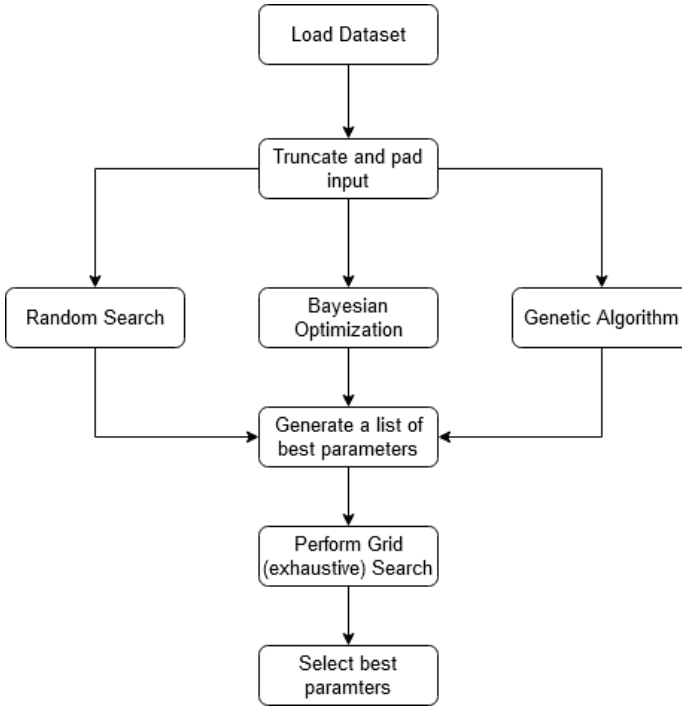 Load Dataset
Truncate and pad
input
Random Search
Bayesian
Optimization
Genetic Algorithm
Generate a list of
best parameters
Perform Grid
(exhaustive) Search
Select best
paramters